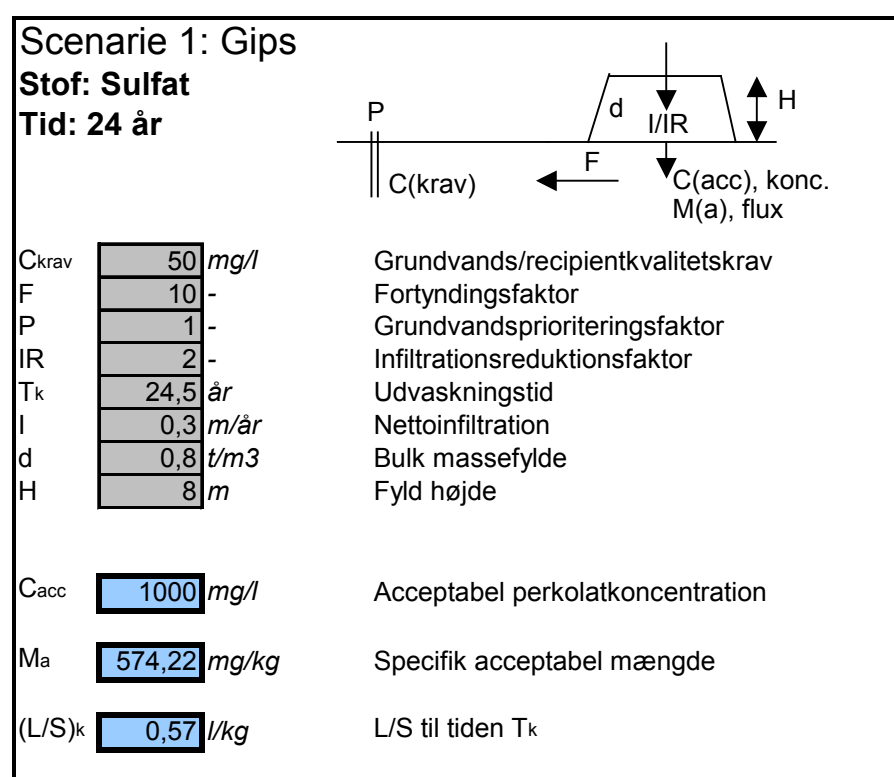 Scenarie 1: Gips
Stof: Sulfat
Tid: 24 år
P
d
H
I/IR
F
C(krav)
C(acc), konc.
M(a), flux
Ckrav 50 mg/l Grundvands/recipientkvalitetskrav
F 10 - Fortyndingsfaktor
P 1 - Grundvandsprioriteringsfaktor
IR 2 - Infiltrationsreduktionsfaktor
Tk 24,5 år Udvaskningstid
I 0,3 m/år Nettoinfiltration
d 0,8 t/m3 Bulk massefylde
H 8 m Fyld højde
Cacc 1000 mg/l Acceptabel perkolatkoncentration
Ma 574,22 mg/kg Specifik acceptabel mængde
(L/S)k 0,57 l/kg L/S til tiden Tk